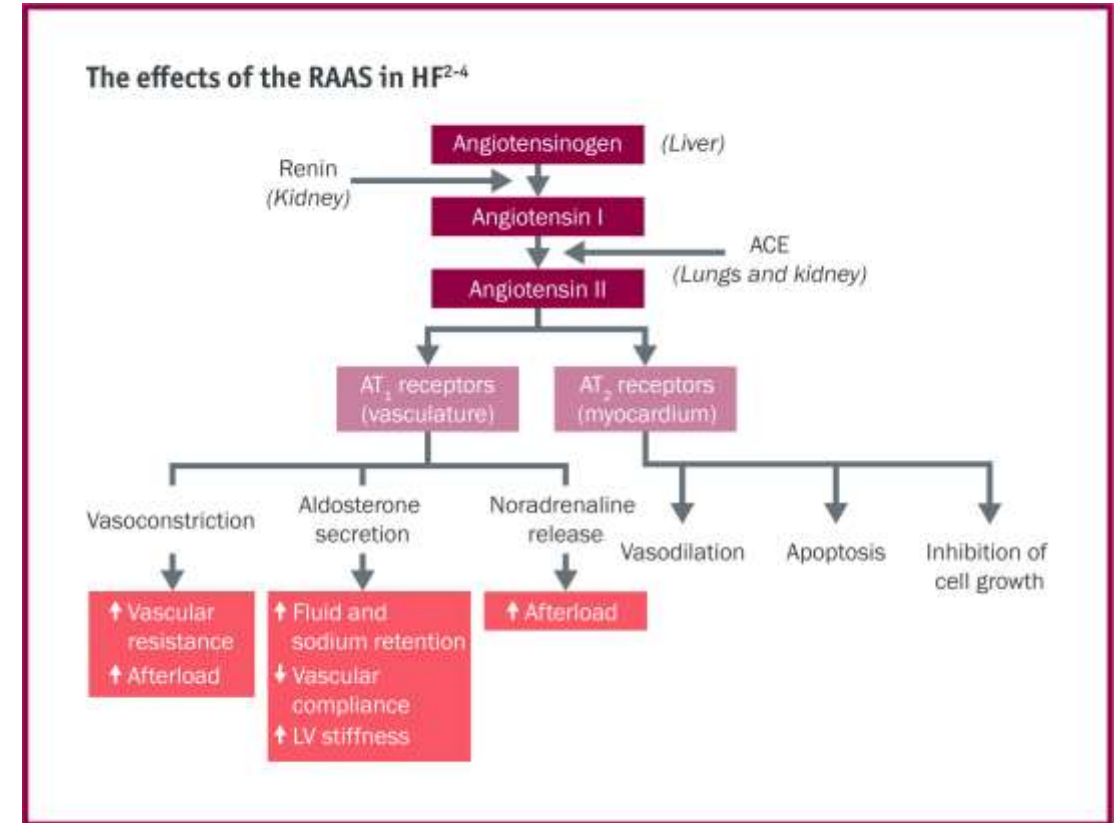 The effects of the RAAS in HF²⁻⁴
Angiotensinogen
(Liver)
Renin
(Kidney)
Angiotensin I
ACE
(Lungs and kidney)
Angiotensin II
AT₁ receptors
(vasculature)
AT₂ receptors
(myocardium)
Vasoconstriction
Aldosterone
secretion
Noradrenaline
release
Vasodilation
Apoptosis
Inhibition of
cell growth
↑ Vascular
resistance
↑ Afterload
↑ Fluid and
sodium retention
↓ Vascular
compliance
↑ LV stiffness
↑ Afterload